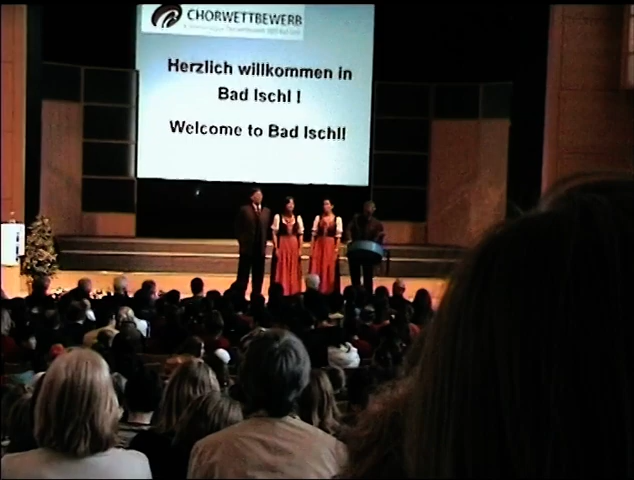 CHORWETTBEWERB
Herzlich willkommen in
Bad Ischl !
Welcome to Bad Ischl!